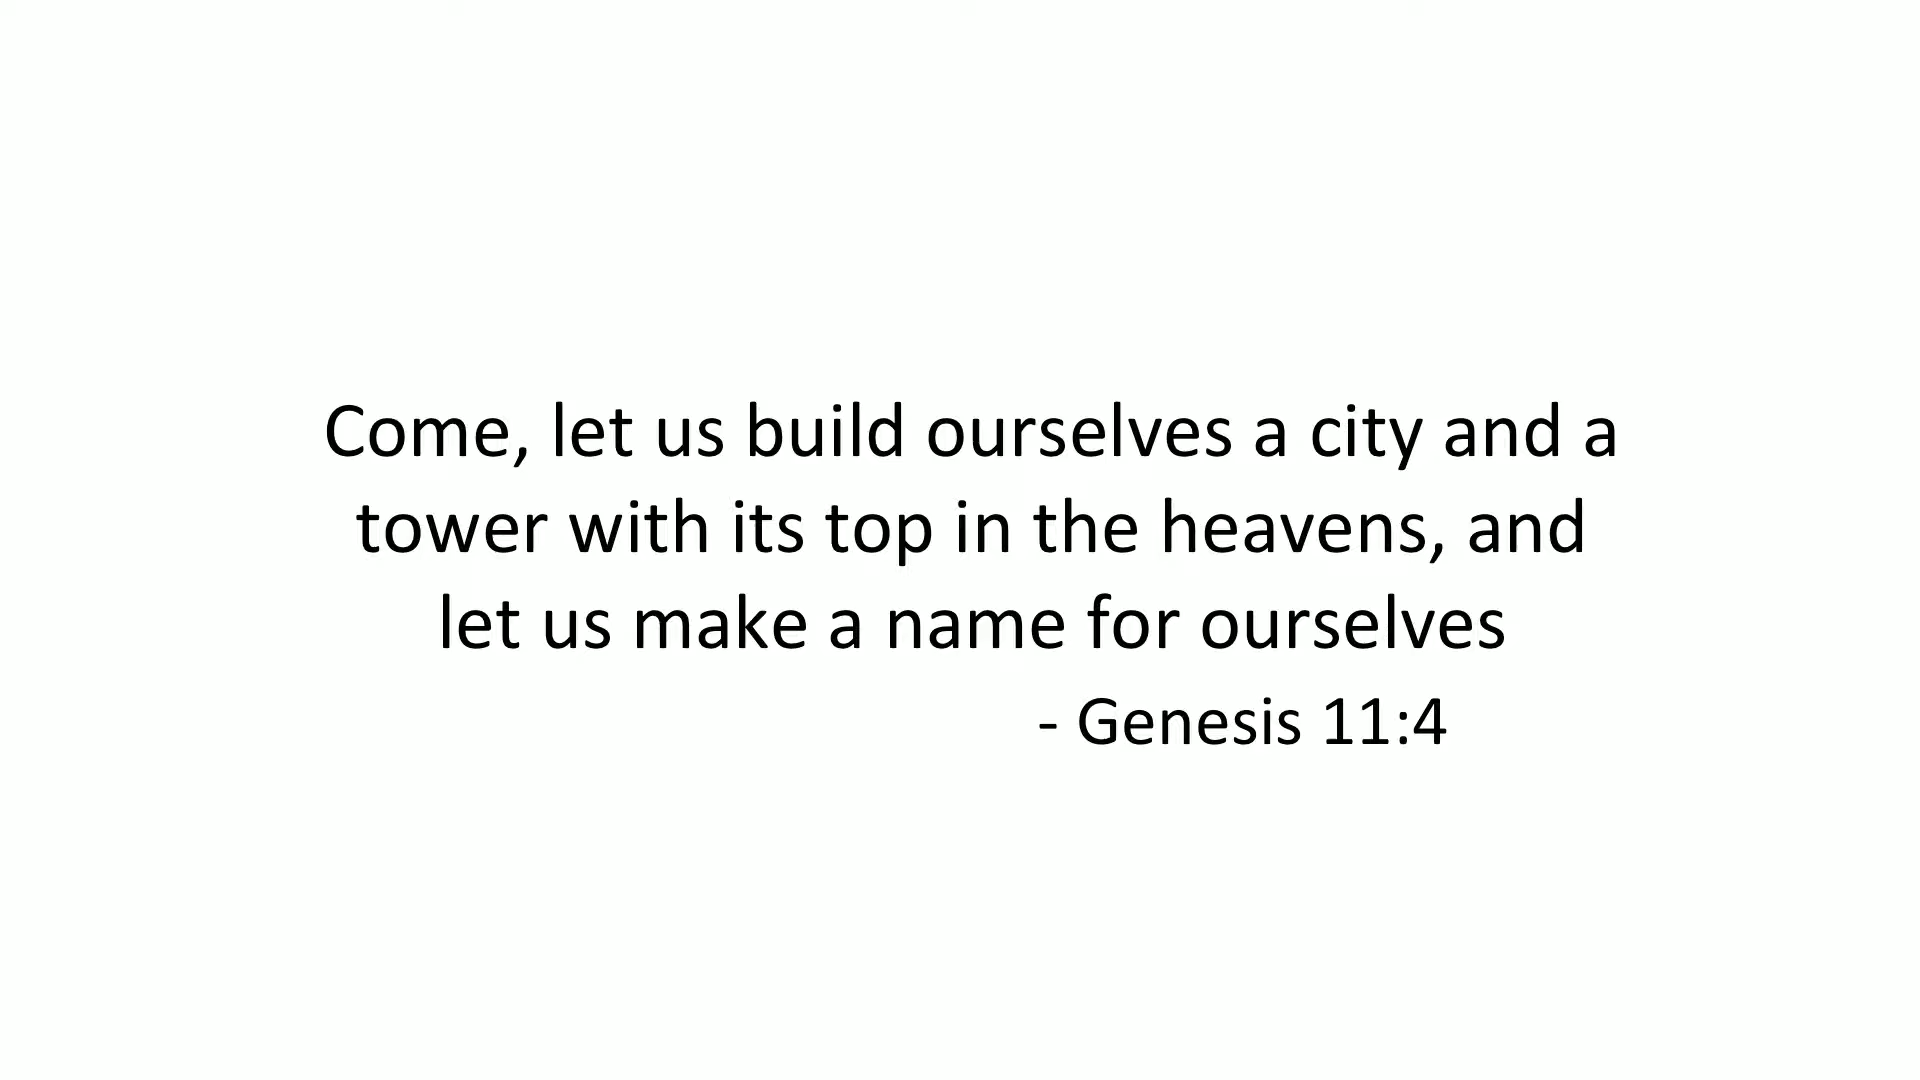 Come, let us build ourselves a city and a
tower with its top in the heavens, and
let us make a name for ourselves
- Genesis 11:4